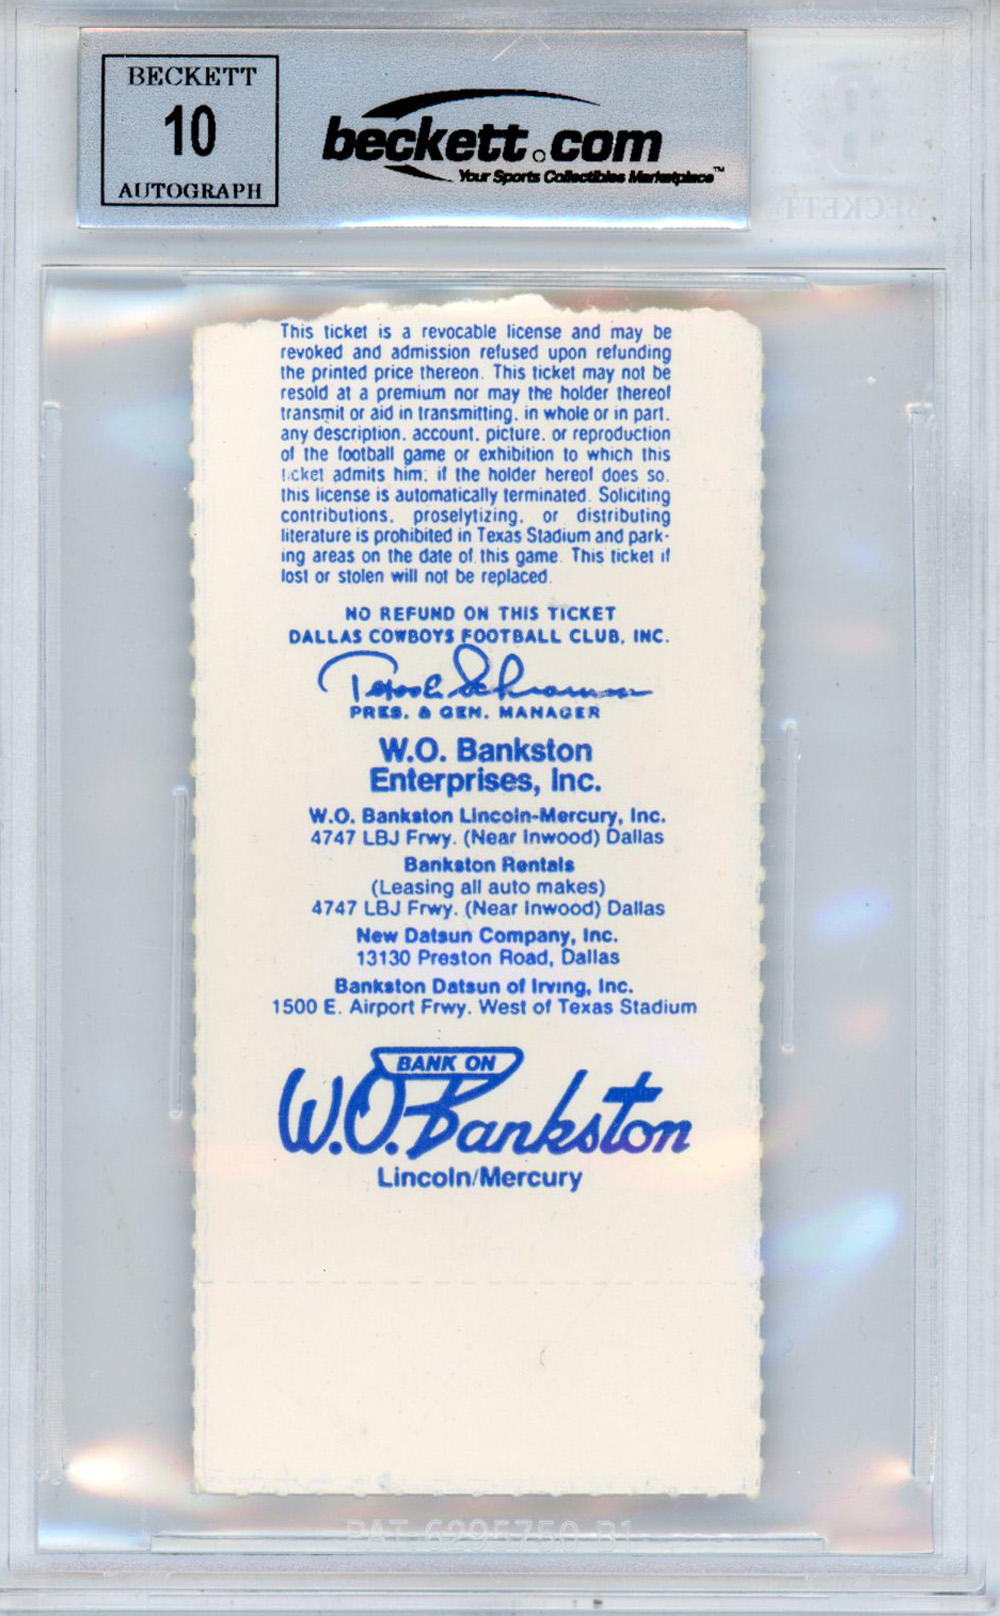 BECKETT
10
AUTOGRAPH
beckett.com
Your Sports Collectibles Marketplace™
BECKETT
This ticket is a revocable license and may be
revoked and admission refused upon refunding
the printed price thereon. This ticket may not be
resold at a premium nor may the holder thereof
transmit or aid in transmitting, in whole or in part,
any description, account, picture, or reproduction
of the football game or exhibition to which this
ticket admits him; if the holder hereof does so,
this license is automatically terminated. Soliciting
contributions, proselytizing, or distributing
literature is prohibited in Texas Stadium and park-
ing areas on the date of this game. This ticket if
lost or stolen will not be replaced.
NO REFUND ON THIS TICKET
DALLAS COWBOYS FOOTBALL CLUB, INC.
Texas E. Schramm
PRES. & GEN. MANAGER
W.O. Bankston
Enterprises, Inc.
W.O. Bankston Lincoln-Mercury, Inc.
4747 LBJ Frwy. (Near Inwood) Dallas
Bankston Rentals
(Leasing all auto makes)
4747 LBJ Frwy. (Near Inwood) Dallas
New Datsun Company, Inc.
13130 Preston Road, Dallas
Bankston Datsun of Irving, Inc.
1500 E. Airport Frwy. West of Texas Stadium
BANK ON
W.O. Bankston
Lincoln/Mercury
PAT 6295750 B1